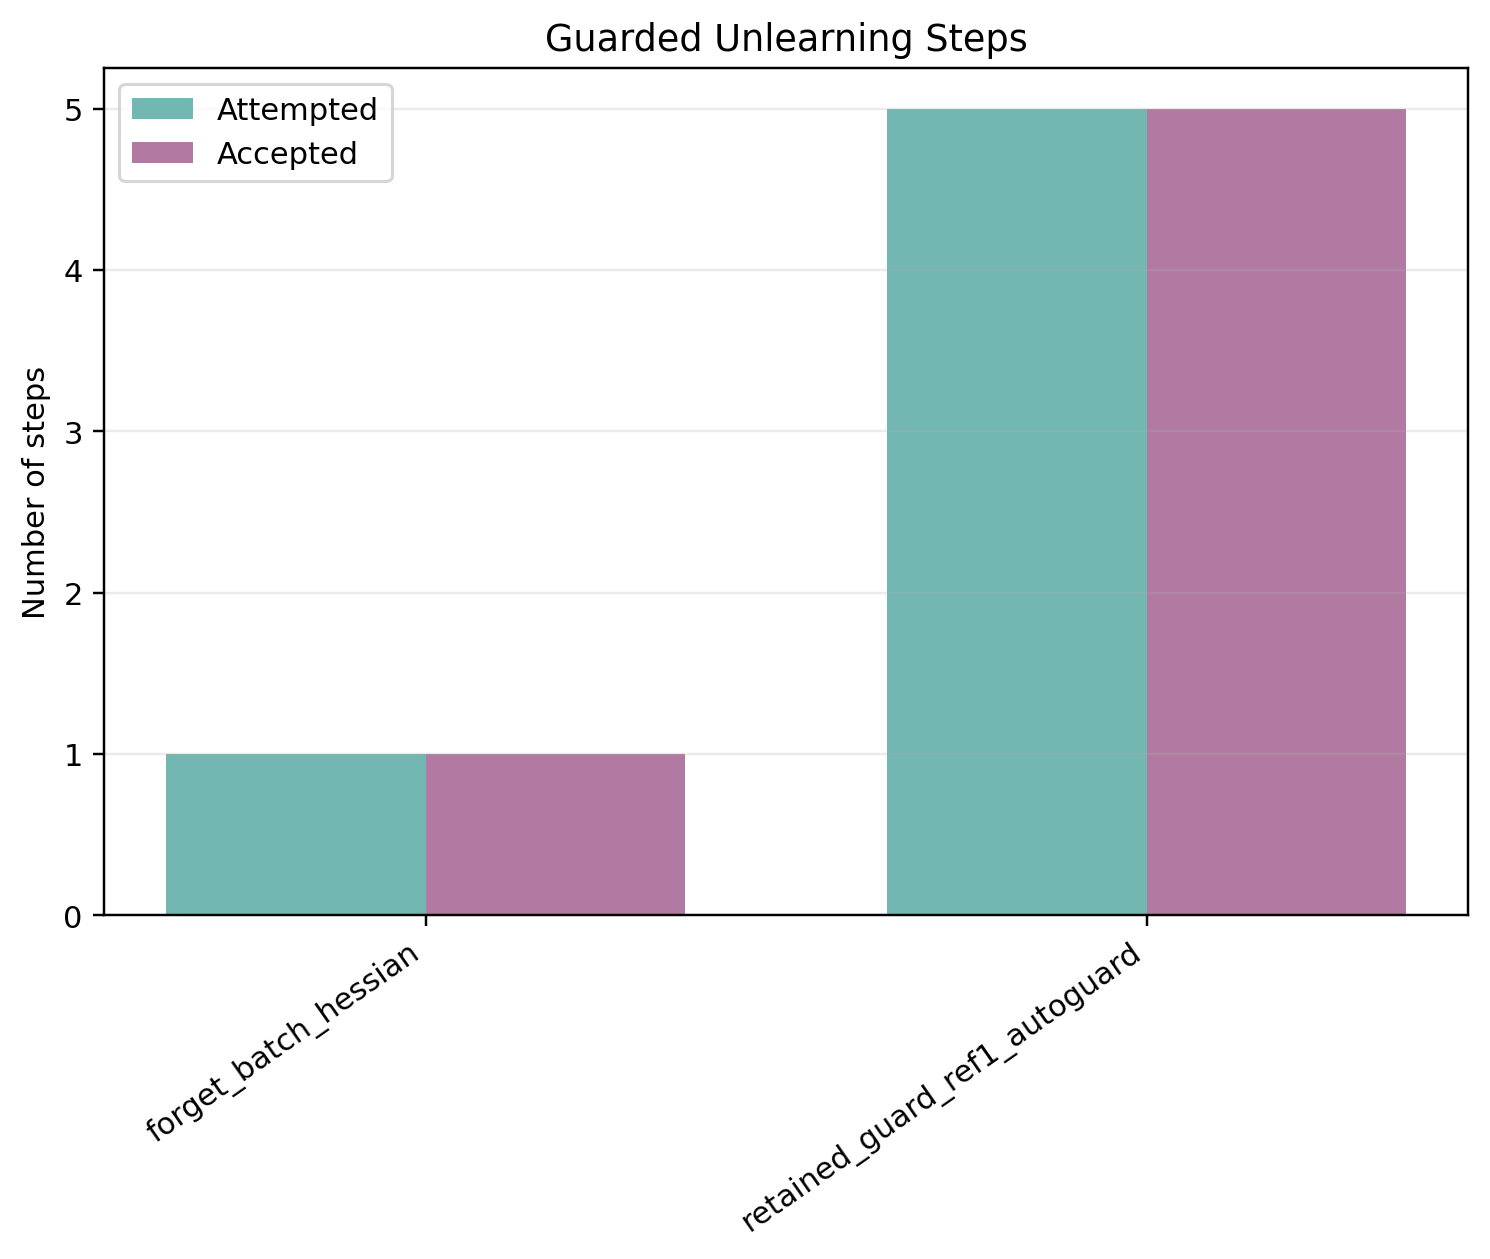 Guarded Unlearning Steps
Attempted
Accepted
Number of steps
5
4
3
2
1
0
forget_batch_hessian
retained_guard_ref1_autoguard